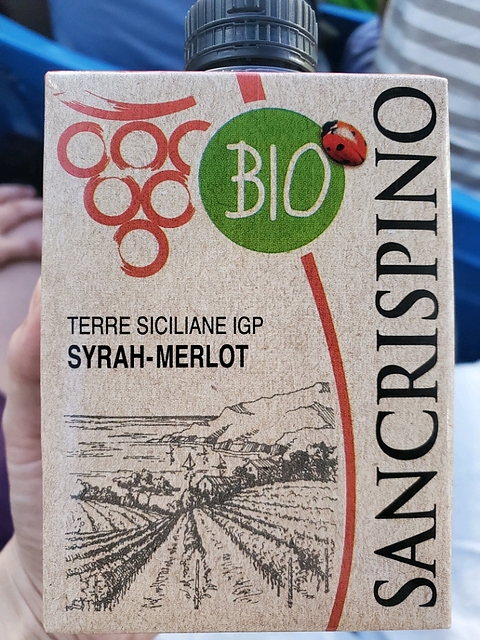 BIO
TERRE SICILIANE IGP
SYRAH-MERLOT
SANCRISPINO